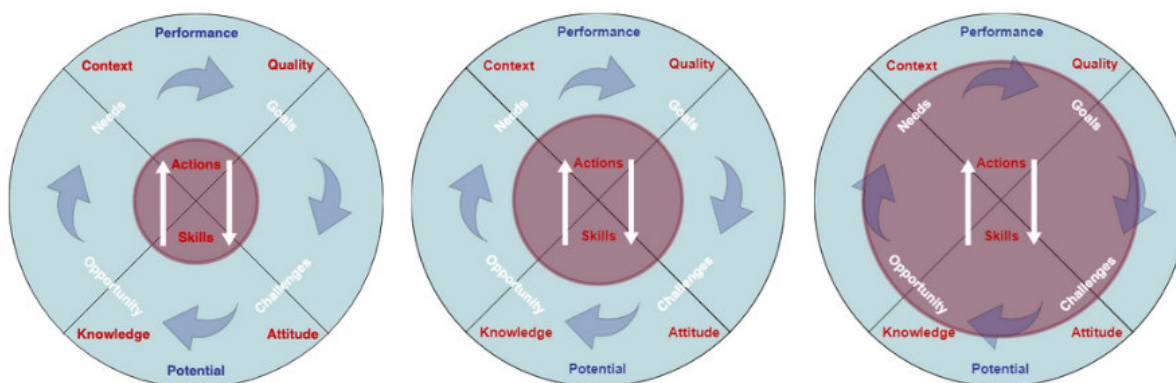 Performance
Context Quality
Needs Goals
Actions
Skills
Opportunity Challenges
Knowledge Attitude
Potential
Performance
Context Quality
Needs Goals
Actions
Skills
Opportunity Challenges
Knowledge Attitude
Potential
Performance
Context Quality
Needs Goals
Actions
Skills
Opportunity Challenges
Knowledge Attitude
Potential